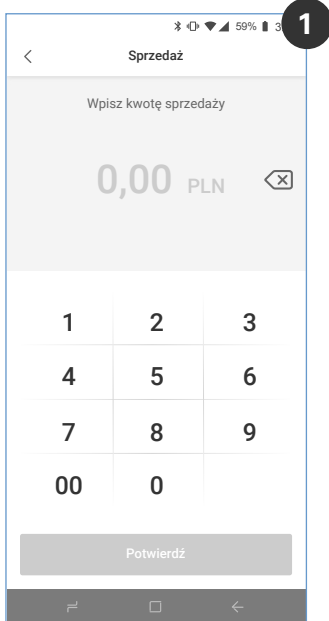 59% 3
1
Sprzedaż
Wpisz kwotę sprzedaży
0,00 PLN
1 2 3
4 5 6
7 8 9
00 0
Potwierdź